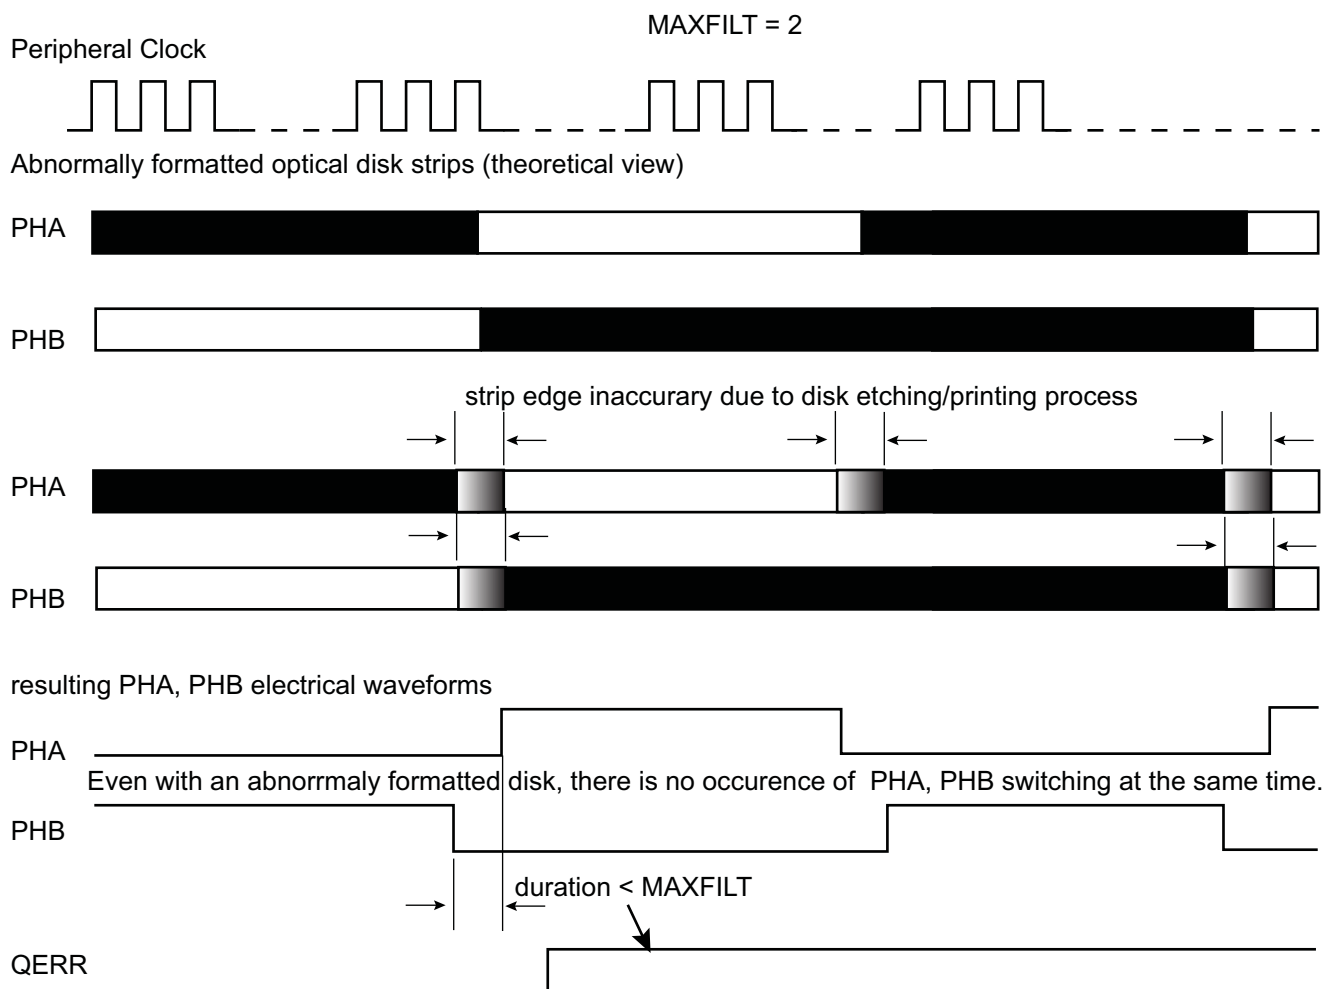 MAXFILT = 2
Peripheral Clock
Abnormally formatted optical disk strips (theoretical view)
PHA
PHB
strip edge inaccurary due to disk etching/printing process
PHA
PHB
resulting PHA, PHB electrical waveforms
PHA
Even with an abnorrmaly formatted disk, there is no occurence of PHA, PHB switching at the same time.
PHB
duration < MAXFILT
QERR